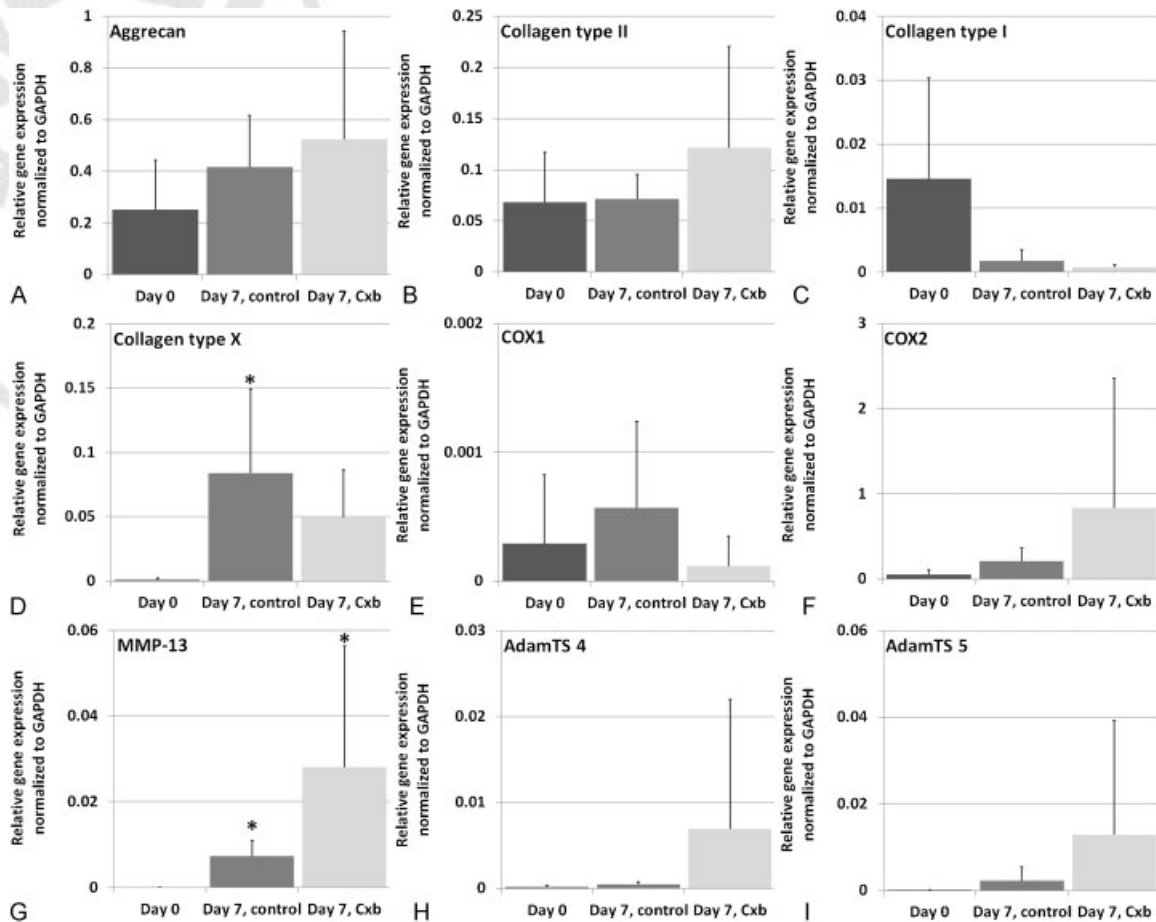 Aggrecan
Relative gene expression
normalized to GAPDH
1
0.8
0.6
0.4
0.2
0
Day 0 Day 7, control Day 7, Cxb
A
Collagen type II
Relative gene expression
normalized to GAPDH
0.25
0.2
0.15
0.1
0.05
0
Day 0 Day 7, control Day 7, Cxb
B
Collagen type I
Relative gene expression
normalized to GAPDH
0.04
0.03
0.02
0.01
0
Day 0 Day 7, control Day 7, Cxb
C
Collagen type X
Relative gene expression
normalized to GAPDH
0.2
0.15
0.1
0.05
0
*
Day 0 Day 7, control Day 7, Cxb
D
COX1
Relative gene expression
normalized to GAPDH
0.002
0.001
0
Day 0 Day 7, control Day 7, Cxb
E
COX2
Relative gene expression
normalized to GAPDH
3
2
1
0
Day 0 Day 7, control Day 7, Cxb
F
MMP-13
Relative gene expression
normalized to GAPDH
0.06
0.04
0.02
0
*
*
Day 0 Day 7, control Day 7, Cxb
G
AdamTS 4
Relative gene expression
normalized to GAPDH
0.03
0.02
0.01
0
Day 0 Day 7, control Day 7, Cxb
H
AdamTS 5
Relative gene expression
normalized to GAPDH
0.06
0.04
0.02
0
Day 0 Day 7, control Day 7, Cxb
I